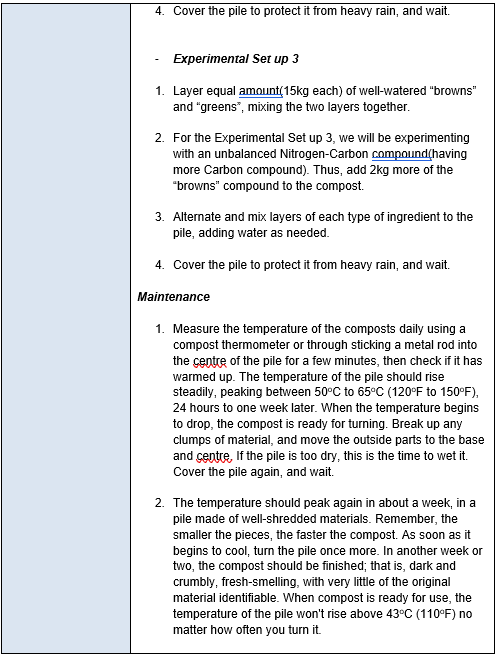 4. Cover the pile to protect it from heavy rain, and wait.
- Experimental Set up 3
1. Layer equal amount(15kg each) of well-watered “browns”
and “greens”, mixing the two layers together.
2. For the Experimental Set up 3, we will be experimenting
with an unbalanced Nitrogen-Carbon compound(having
more Carbon compound). Thus, add 2kg more of the
“browns” compound to the compost.
3. Alternate and mix layers of each type of ingredient to the
pile, adding water as needed.
4. Cover the pile to protect it from heavy rain, and wait.
Maintenance
1. Measure the temperature of the composts daily using a
compost thermometer or through sticking a metal rod into
the centre of the pile for a few minutes, then check if it has
warmed up. The temperature of the pile should rise
steadily, peaking between 50ºC to 65ºC (120ºF to 150ºF),
24 hours to one week later. When the temperature begins
to drop, the compost is ready for turning. Break up any
clumps of material, and move the outside parts to the base
and centre. If the pile is too dry, this is the time to wet it.
Cover the pile again, and wait.
2. The temperature should peak again in about a week, in a
pile made of well-shredded materials. Remember, the
smaller the pieces, the faster the compost. As soon as it
begins to cool, turn the pile once more. In another week or
two, the compost should be finished; that is, dark and
crumbly, fresh-smelling, with very little of the original
material identifiable. When compost is ready for use, the
temperature of the pile won't rise above 43ºC (110ºF) no
matter how often you turn it.